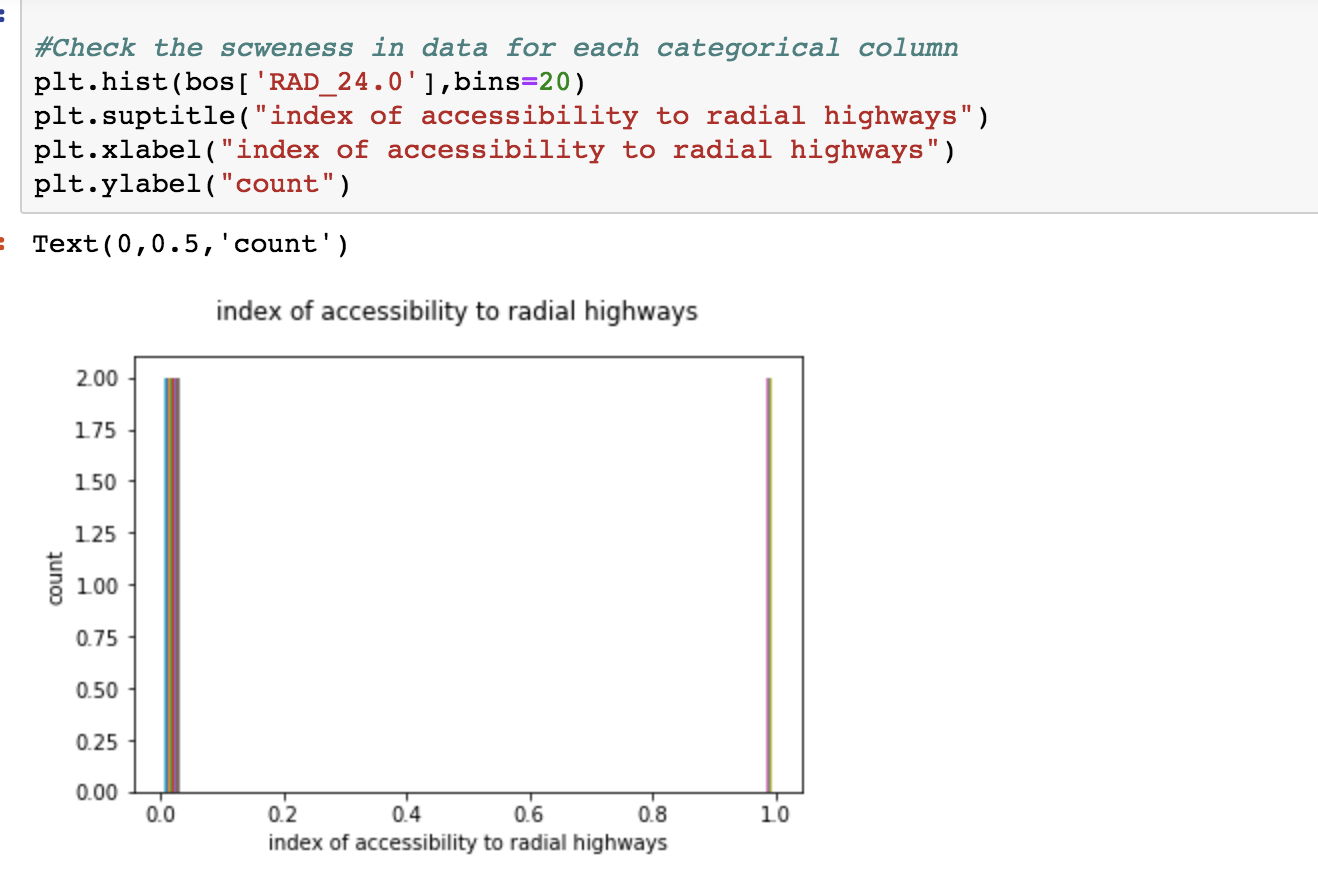 #Check the scweness in data for each categorical column
plt.hist(bos['RAD_24.0'],bins=20)
plt.suptitle("index of accessibility to radial highways")
plt.xlabel("index of accessibility to radial highways")
plt.ylabel("count")
Text(0,0.5,'count')
index of accessibility to radial highways
2.00
1.75
1.50
1.25
1.00
0.75
0.50
0.25
0.00
count
0.0 0.2 0.4 0.6 0.8 1.0
index of accessibility to radial highways